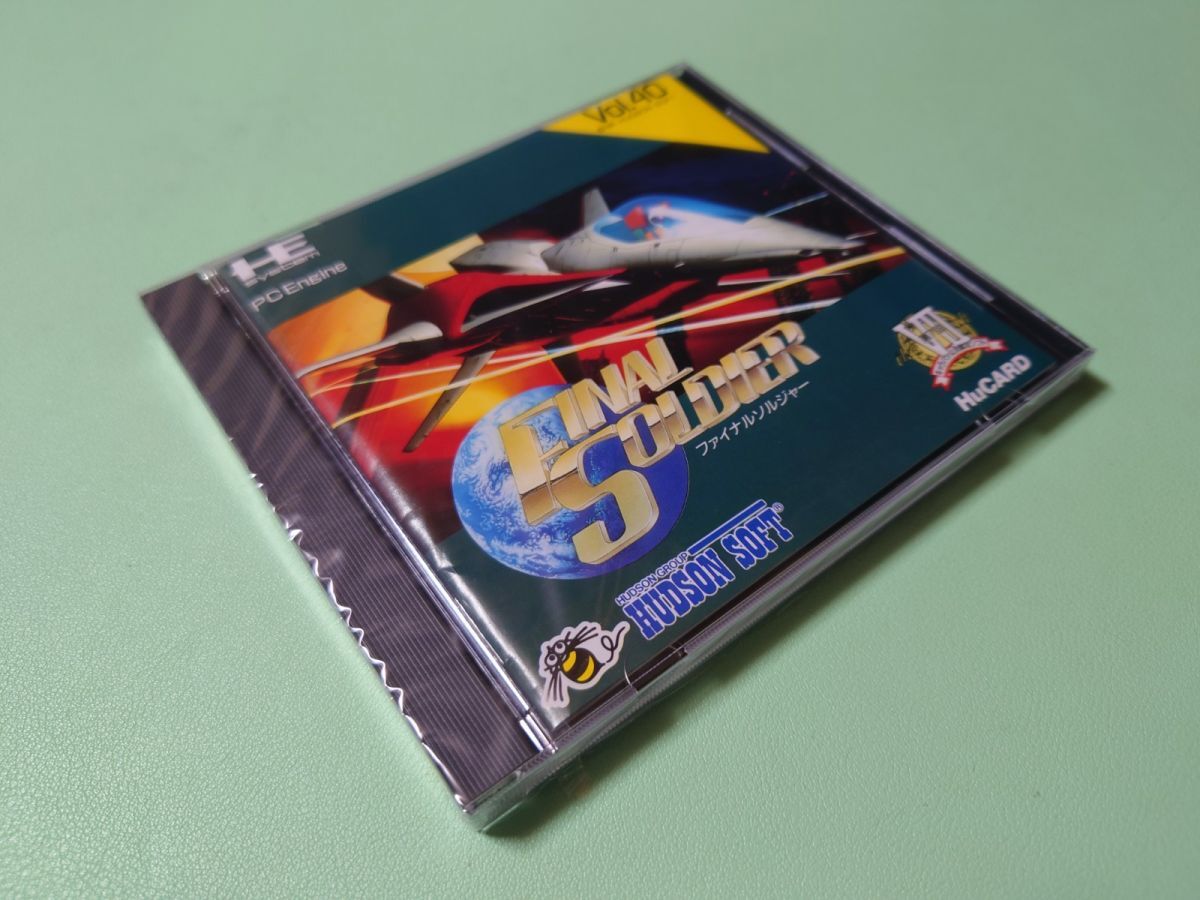 Vol.40
HE
System
PC Engine
FINAL
SOLDIER
ファイナルソルジャー
VII
HuCARD
HUDSON GROUP
HUDSON SOFT®